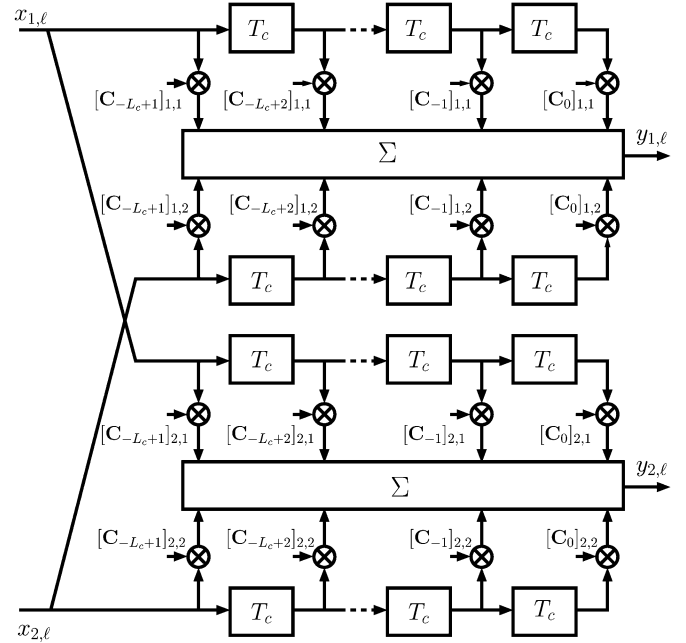 x_{1,ℓ}
T_c T_c T_c
[C_{-L_c+1}]_{1,1} [C_{-L_c+2}]_{1,1} [C_{-1}]_{1,1} [C_0]_{1,1}
Σ y_{1,ℓ}
[C_{-L_c+1}]_{1,2} [C_{-L_c+2}]_{1,2} [C_{-1}]_{1,2} [C_0]_{1,2}
T_c T_c T_c
T_c T_c T_c
[C_{-L_c+1}]_{2,1} [C_{-L_c+2}]_{2,1} [C_{-1}]_{2,1} [C_0]_{2,1}
Σ y_{2,ℓ}
[C_{-L_c+1}]_{2,2} [C_{-L_c+2}]_{2,2} [C_{-1}]_{2,2} [C_0]_{2,2}
T_c T_c T_c
x_{2,ℓ}